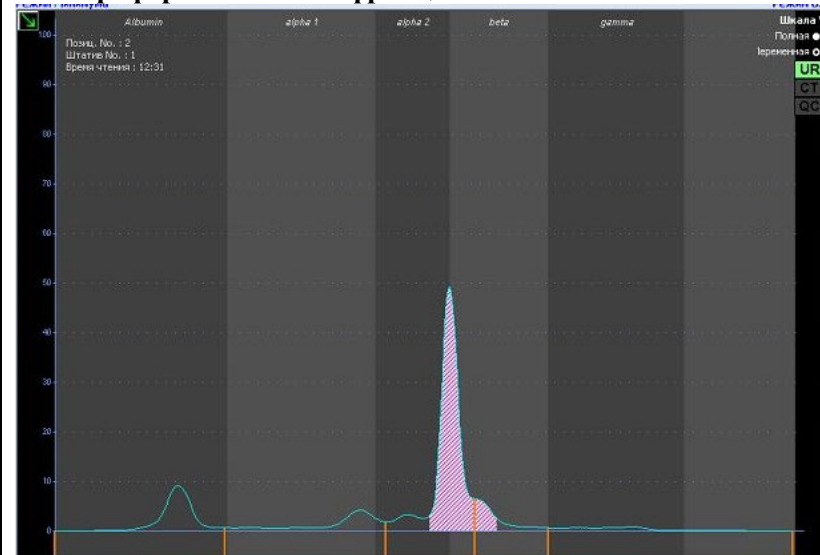 Albumin alpha 1 alpha 2 beta gamma
Шкала
Позиц. No. : 2
Штатив No. : 1
Время чтения : 12:31
Полная
Переменная
UR
CT
QC
100
90
80
70
60
50
40
30
20
10
0